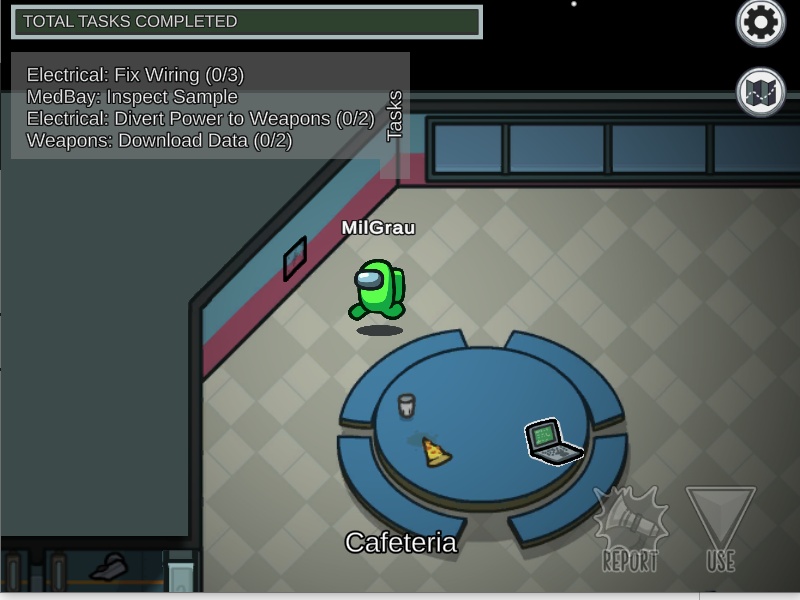 TOTAL TASKS COMPLETED
Electrical: Fix Wiring (0/3)
MedBay: Inspect Sample
Electrical: Divert Power to Weapons (0/2)
Weapons: Download Data (0/2)
Tasks
MilGrau
Cafeteria
REPORT
USE